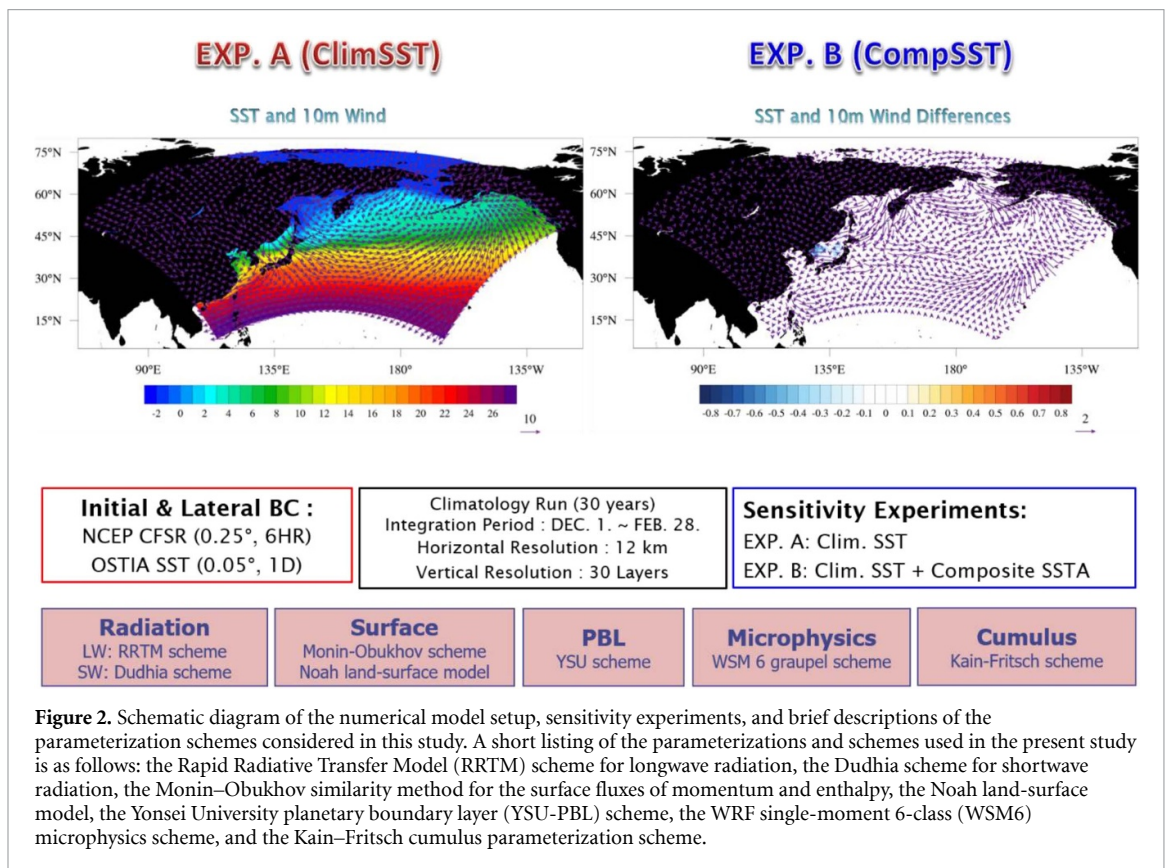 EXP. A (ClimSST)
EXP. B (CompSST)
SST and 10m Wind
SST and 10m Wind Differences
75°N
60°N
45°N
30°N
15°N
90°E 135°E 180° 135°W
-2 0 2 4 6 8 10 12 14 16 18 20 22 24 26
10
75°N
60°N
45°N
30°N
15°N
90°E 135°E 180° 135°W
-0.8 -0.7 -0.6 -0.5 -0.4 -0.3 -0.2 -0.1 0 0.1 0.2 0.3 0.4 0.5 0.6 0.7 0.8
2
Initial & Lateral BC :
NCEP CFSR (0.25°, 6HR)
OSTIA SST (0.05°, 1D)
Climatology Run (30 years)
Integration Period : DEC. 1. ~ FEB. 28.
Horizontal Resolution : 12 km
Vertical Resolution : 30 Layers
Sensitivity Experiments:
EXP. A: Clim. SST
EXP. B: Clim. SST + Composite SSTA
Radiation
LW: RRTM scheme
SW: Dudhia scheme
Surface
Monin-Obukhov scheme
Noah land-surface model
PBL
YSU scheme
Microphysics
WSM 6 graupel scheme
Cumulus
Kain-Fritsch scheme
Figure 2. Schematic diagram of the numerical model setup, sensitivity experiments, and brief descriptions of the
parameterization schemes considered in this study. A short listing of the parameterizations and schemes used in the present study
is as follows: the Rapid Radiative Transfer Model (RRTM) scheme for longwave radiation, the Dudhia scheme for shortwave
radiation, the Monin–Obukhov similarity method for the surface fluxes of momentum and enthalpy, the Noah land-surface
model, the Yonsei University planetary boundary layer (YSU-PBL) scheme, the WRF single-moment 6-class (WSM6)
microphysics scheme, and the Kain–Fritsch cumulus parameterization scheme.